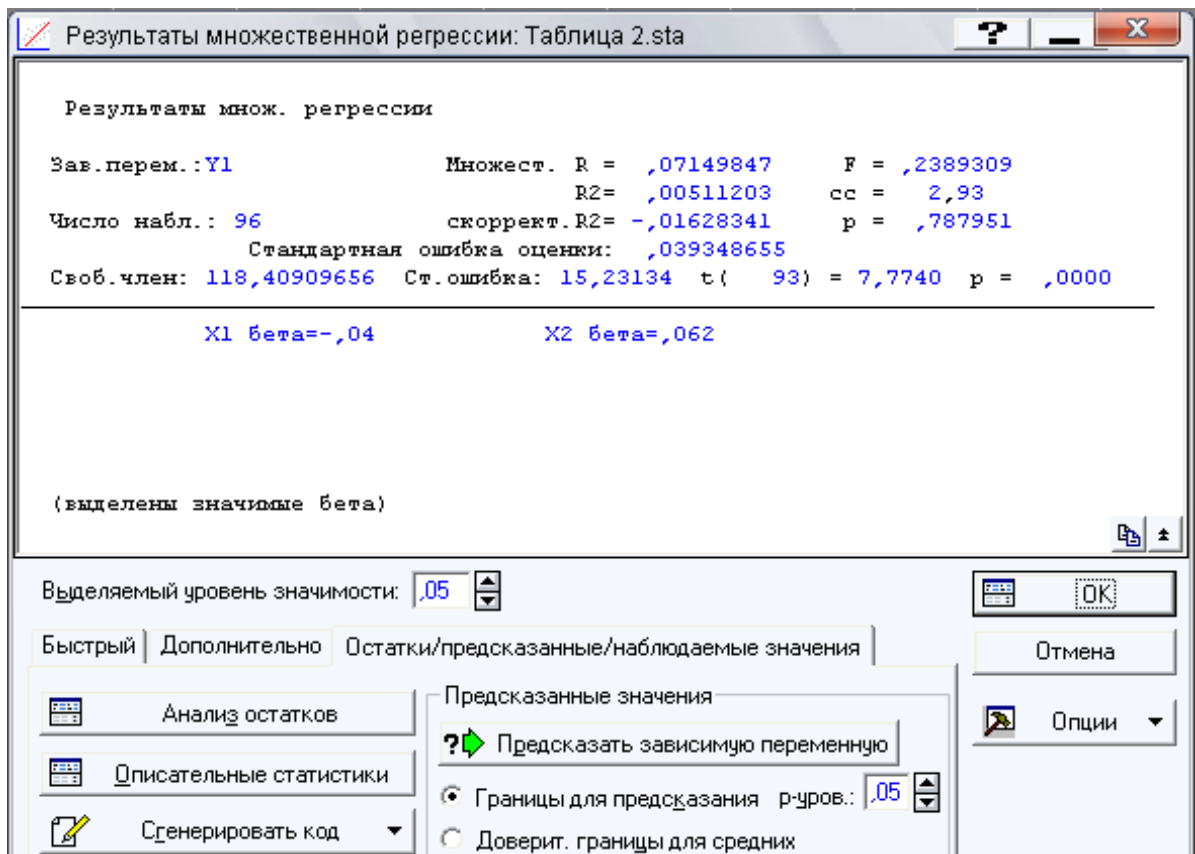 Результаты множественной регрессии: Таблица 2.sta
Результаты множ. регрессии
Зав.перем.:Y1 Множест. R = ,07149847 F = ,2389309
R2= ,00511203 сс = 2,93
Число набл.: 96 скоррект.R2= -,01628341 p = ,787951
Стандартная ошибка оценки: ,039348655
Своб.член: 118,40909656 Ст.ошибка: 15,23134 t( 93) = 7,7740 p = ,0000
X1 бета=-,04 X2 бета=,062
(выделены значимые бета)
Выделяемый уровень значимости: ,05
OK
Быстрый Дополнительно Остатки/предсказанные/наблюдаемые значения
Отмена
Предсказанные значения
Анализ остатков
Опции
Предсказать зависимую переменную
Описательные статистики
Границы для предсказания р-уров.: ,05
Сгенерировать код
Доверит. границы для средних